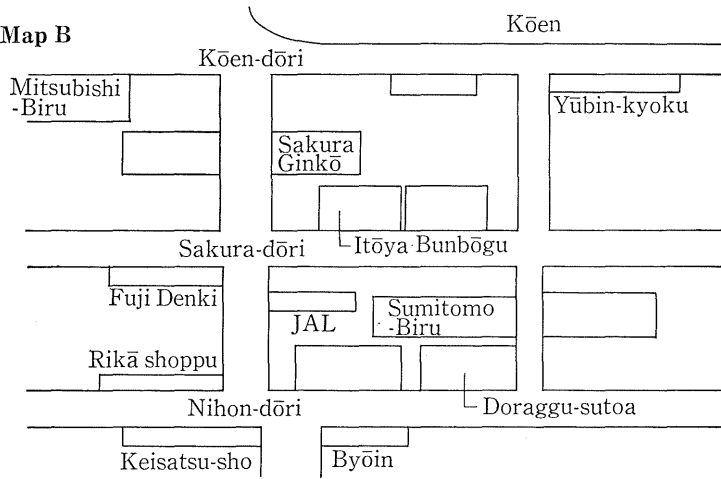 Map B
Kōen
Kōen-dōri
Mitsubishi
-Biru
Yūbin-kyoku
Sakura
Ginkō
Itōya Bunbōgu
Sakura-dōri
Fuji Denki
JAL
Sumitomo
-Biru
Rikā shoppu
Nihon-dōri
Doraggu-sutoa
Keisatsu-sho
Byōin